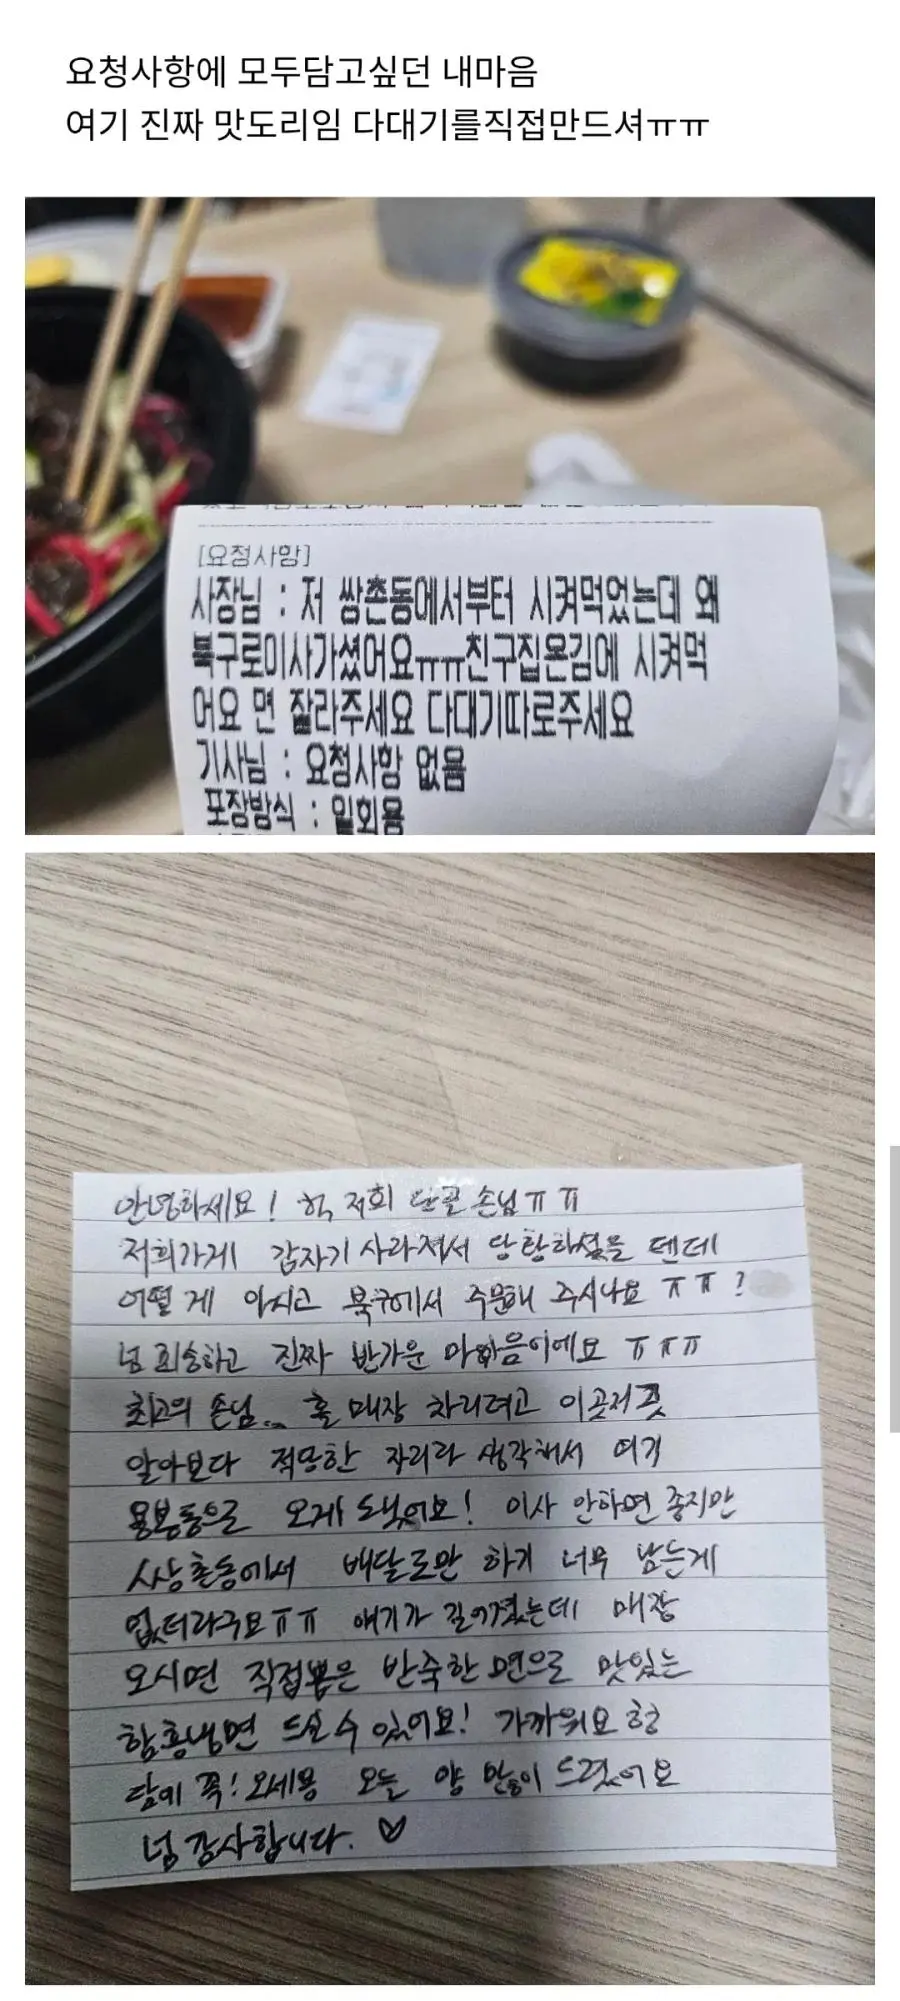 요청사항에 모두담고싶던 내마음
여기 진짜 맛도리임 다대기를직접만드셔ㅠㅠ
[요청사항]
사장님 : 저 쌍촌동에서부터 시켜먹었는데 왜
북구로이사가셨어요ㅠㅠ친구집온김에 시켜먹
어요 면 잘라주세요 다대기따로주세요
기사님 : 요청사항 없음
포장방식 : 일회용
안녕하세요! 헉, 저희 단골 손님ㅠㅠ
저희가게 갑자기 사라져서 당황하셨을 텐데
어떻게 아시고 북구에서 주문해 주시나요 ㅠㅠ?
넘 죄송하고 진짜 반가운 마음이에요 ㅠㅠㅠ
최고의 손님.. 홀 매장 차리려고 이곳저곳
알아보다 적당한 자리라 생각해서 여기
용봉동으로 오게 됐어요! 이사 안하면 좋지만
쌍촌동에서 배달로만 하기 너무 남는게
없더라구요ㅠㅠ 얘기가 길어졌는데 매장
오시면 직접뽑은 반죽한 면으로 맛있는
함흥냉면 드실 수 있어요! 가까워요 헝
담에 꼭! 오세용 오늘 양 많이 드렸어요
넘 감사합니다. ♡